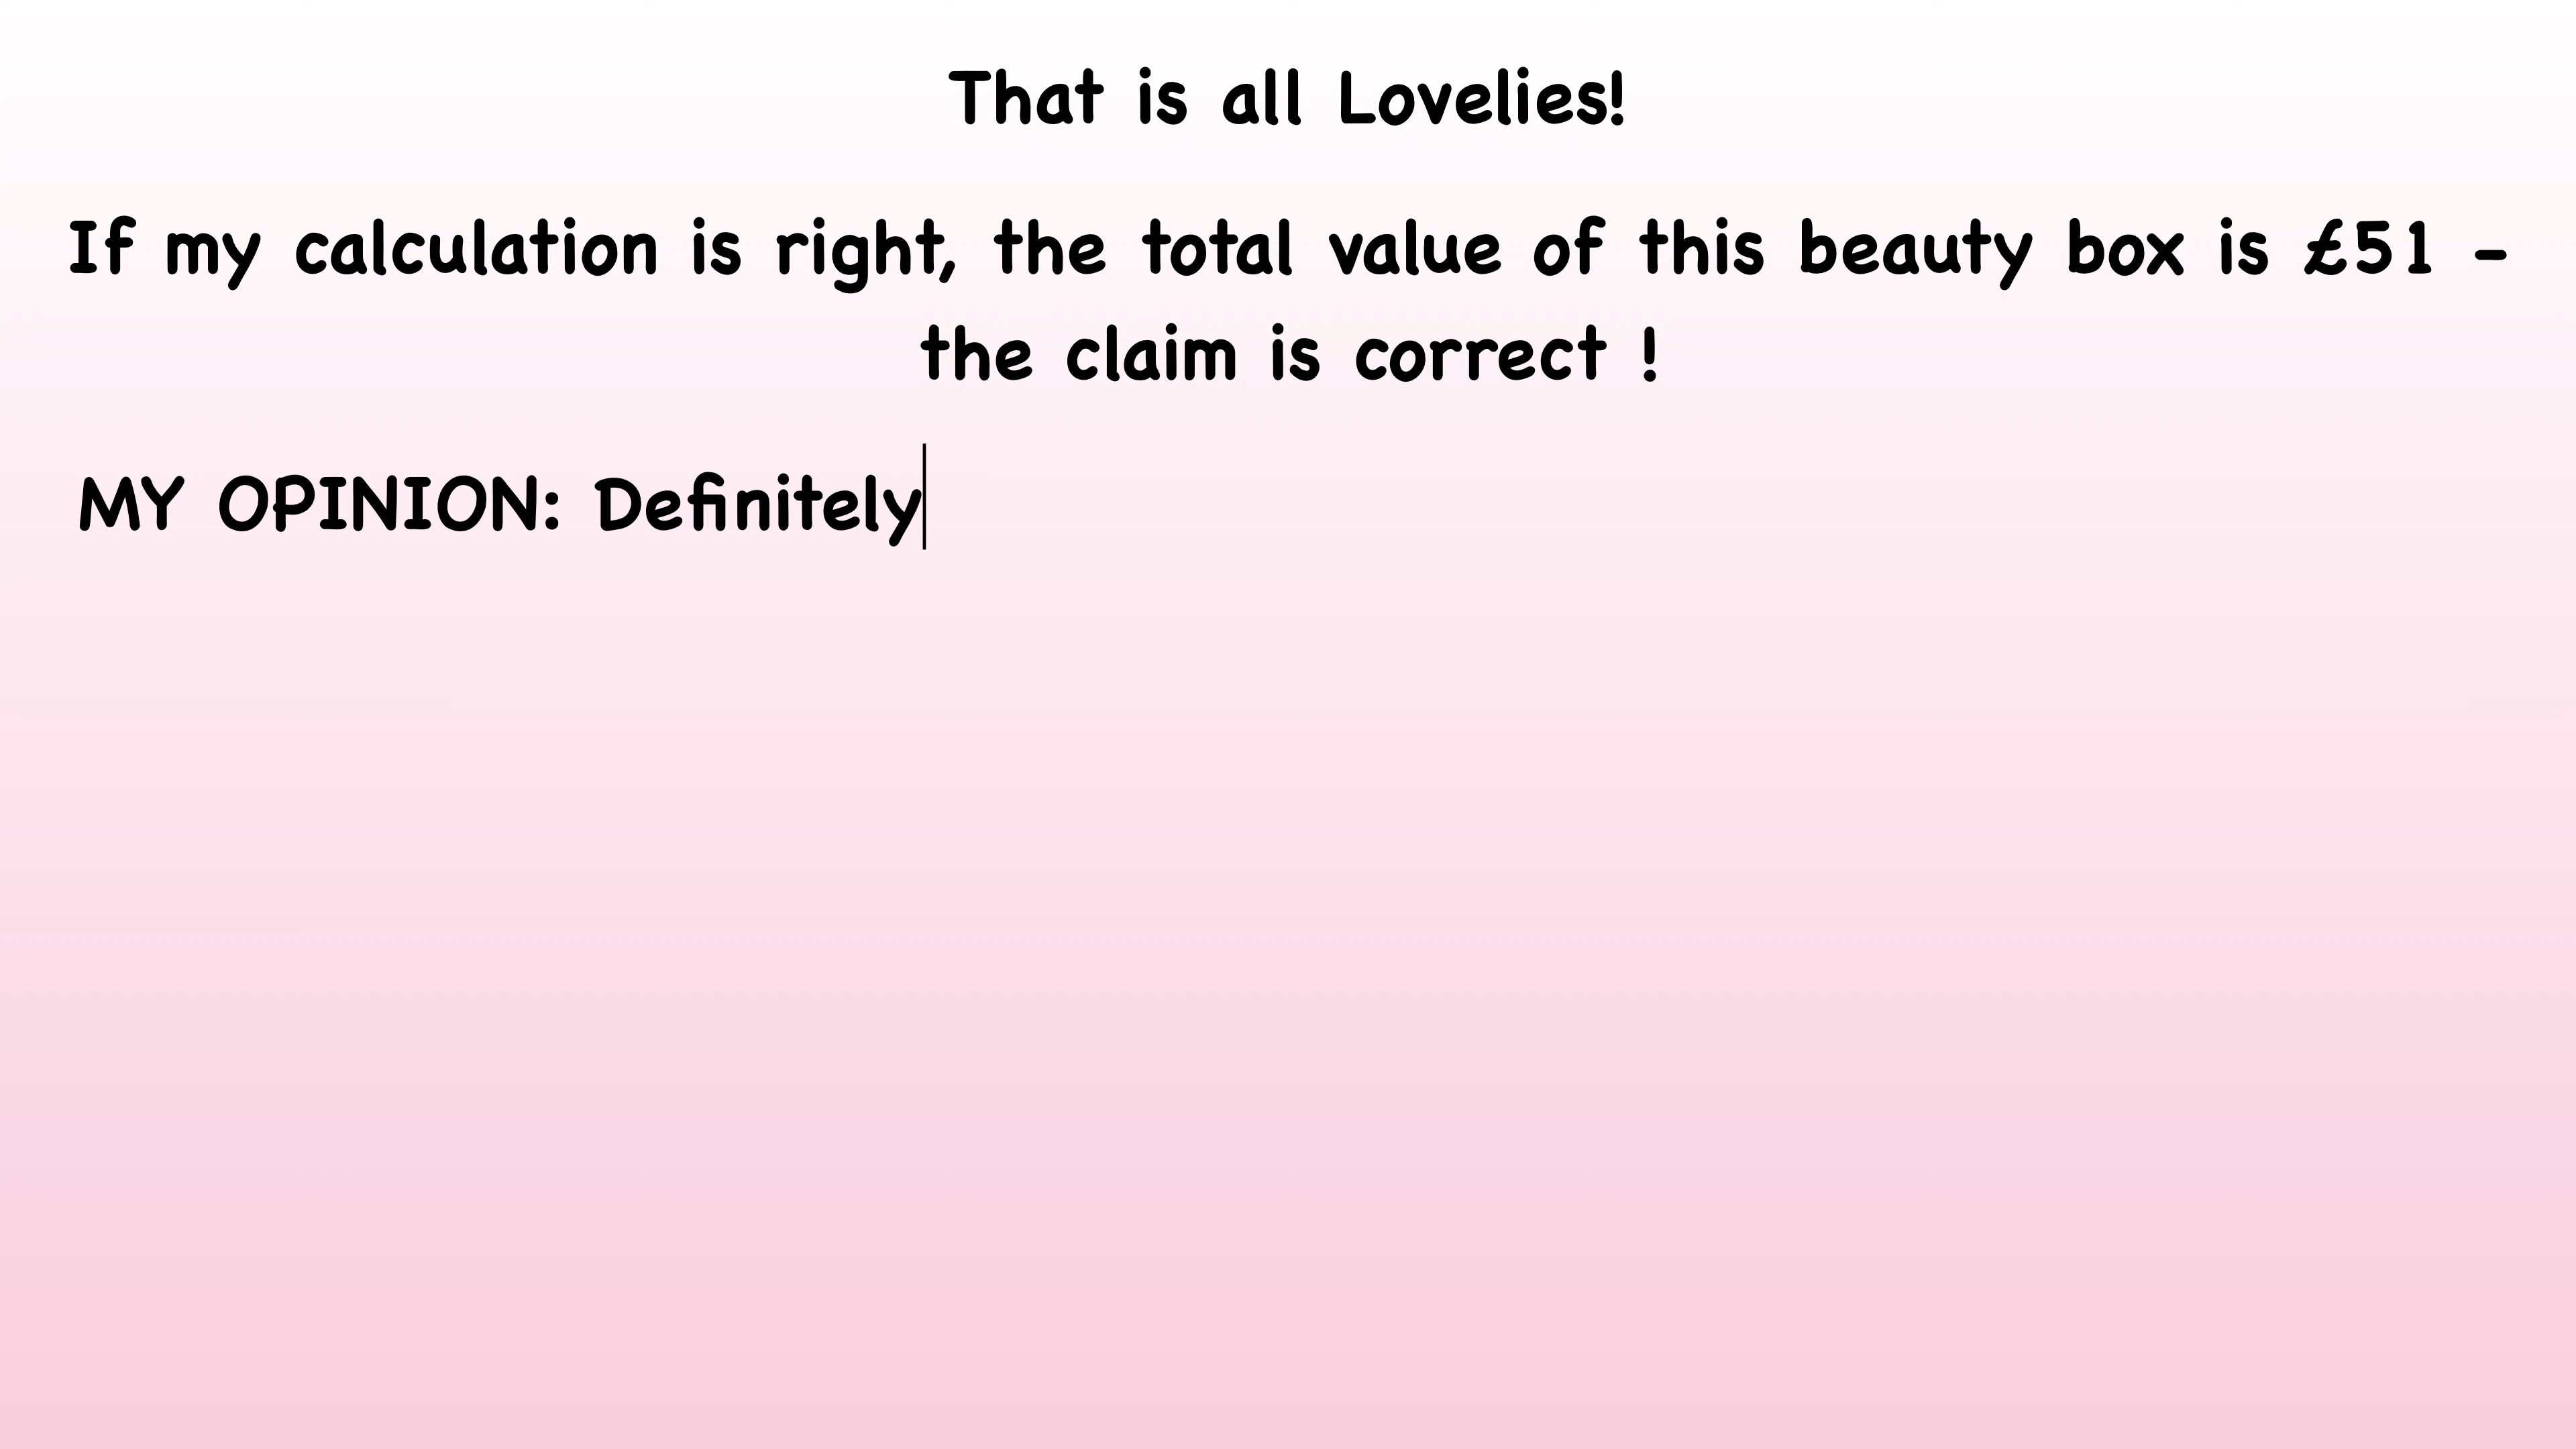 That is all Lovelies!
If my calculation is right, the total value of this beauty box is £51 -
the claim is correct !
MY OPINION: Definitely